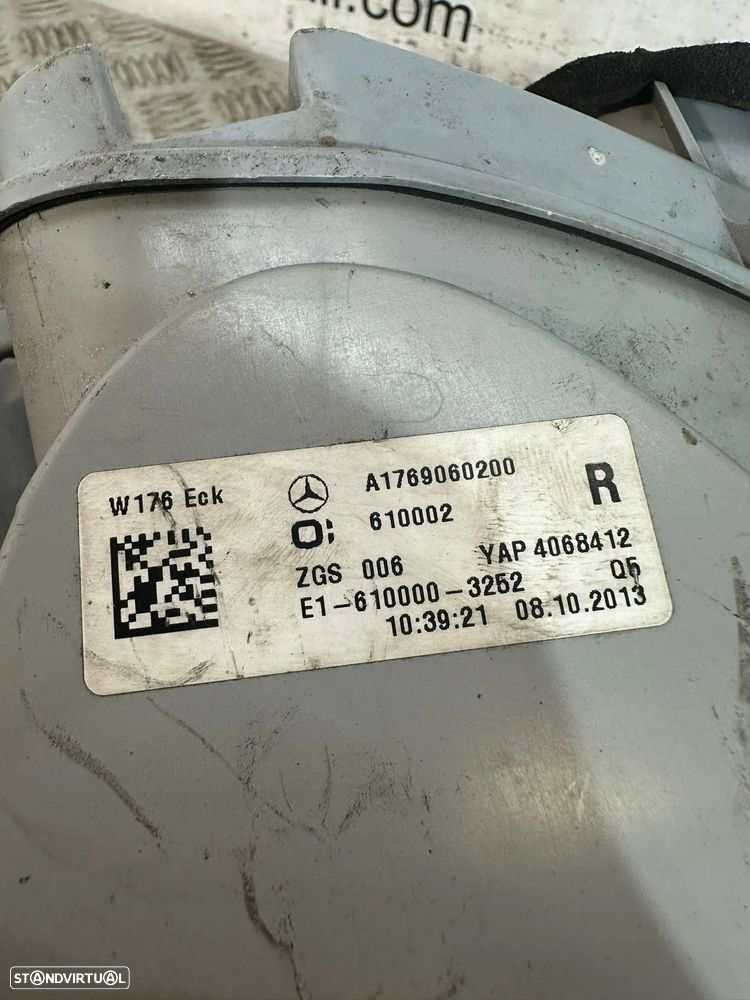 .com
W176 Eck
A1769060200
R
610002
ZGS 006
YAP 4068412
E1-610000-3252
Q5
10:39:21 08.10.2013
STANDVIRTUAL